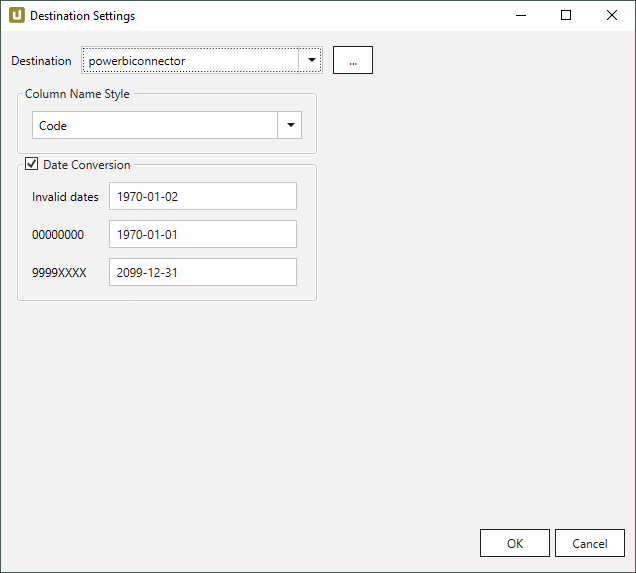 U Destination Settings
Destination powerbiconnector ...
Column Name Style
Code
Date Conversion
Invalid dates 1970-01-02
00000000 1970-01-01
9999XXXX 2099-12-31
OK Cancel